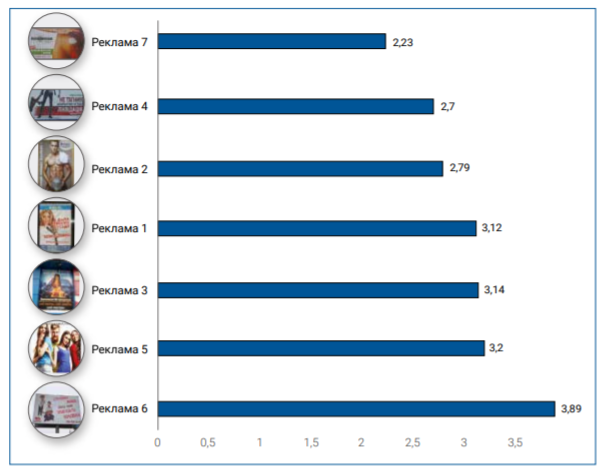 Реклама 7
2,23
Реклама 4
2,7
Реклама 2
2,79
Реклама 1
3,12
Реклама 3
3,14
Реклама 5
3,2
Реклама 6
3,89
0 0,5 1 1,5 2 2,5 3 3,5